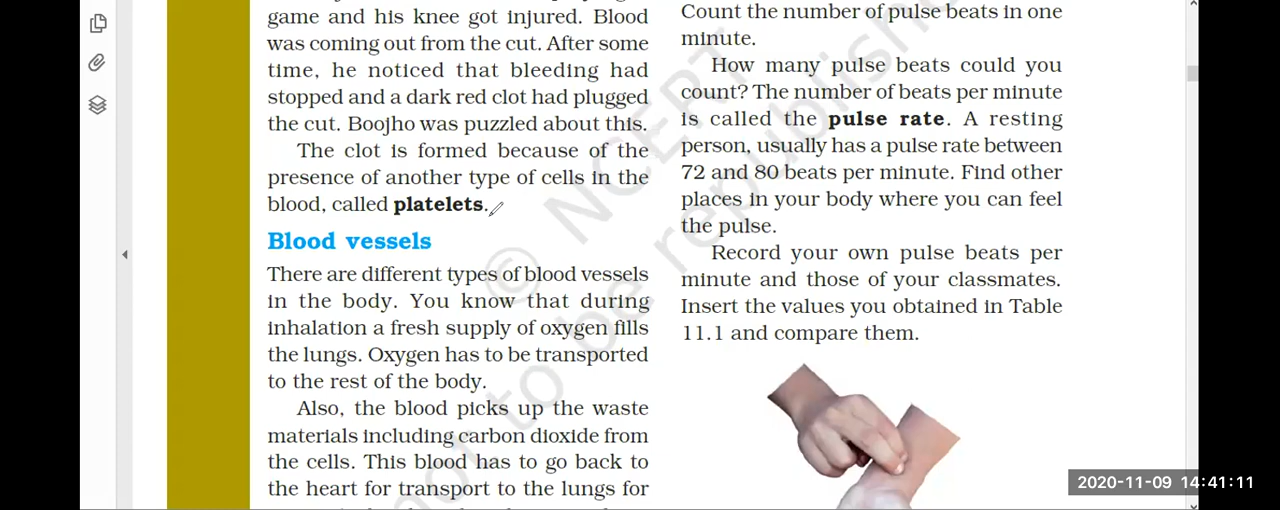 game and his knee got injured. Blood
was coming out from the cut. After some
time, he noticed that bleeding had
stopped and a dark red clot had plugged
the cut. Boojho was puzzled about this.
The clot is formed because of the
presence of another type of cells in the
blood, called platelets.
Blood vessels
There are different types of blood vessels
in the body. You know that during
inhalation a fresh supply of oxygen fills
the lungs. Oxygen has to be transported
to the rest of the body.
Also, the blood picks up the waste
materials including carbon dioxide from
the cells. This blood has to go back to
the heart for transport to the lungs for
Count the number of pulse beats in one
minute.
How many pulse beats could you
count? The number of beats per minute
is called the pulse rate. A resting
person, usually has a pulse rate between
72 and 80 beats per minute. Find other
places in your body where you can feel
the pulse.
Record your own pulse beats per
minute and those of your classmates.
Insert the values you obtained in Table
11.1 and compare them.
© NCERT
not to be republished
2020-11-09 14:41:11